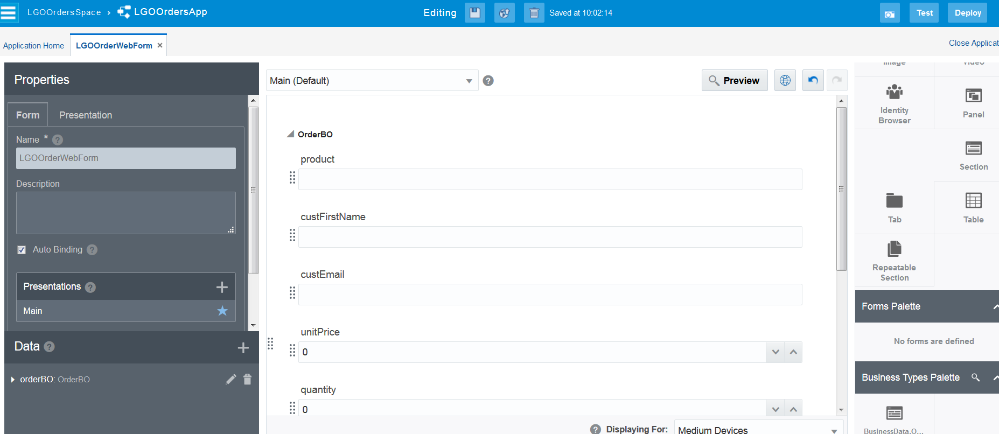 LGOOrdersSpace › LGOOrdersApp
Editing
Saved at 10:02:14
Test
Deploy
Application Home
LGOOrderWebForm ×
Close Applicat
Properties
Form
Presentation
Name * ?
LGOOrderWebForm
Description
Auto Binding ?
Presentations ?
Main
Data ?
orderBO: OrderBO
Main (Default)
?
Preview
OrderBO
product
custFirstName
custEmail
unitPrice
0
quantity
0
? Displaying For:
Medium Devices
Image
Video
Identity
Browser
Panel
Section
Tab
Table
Repeatable
Section
Forms Palette
No forms are defined
Business Types Palette
BusinessData.O...